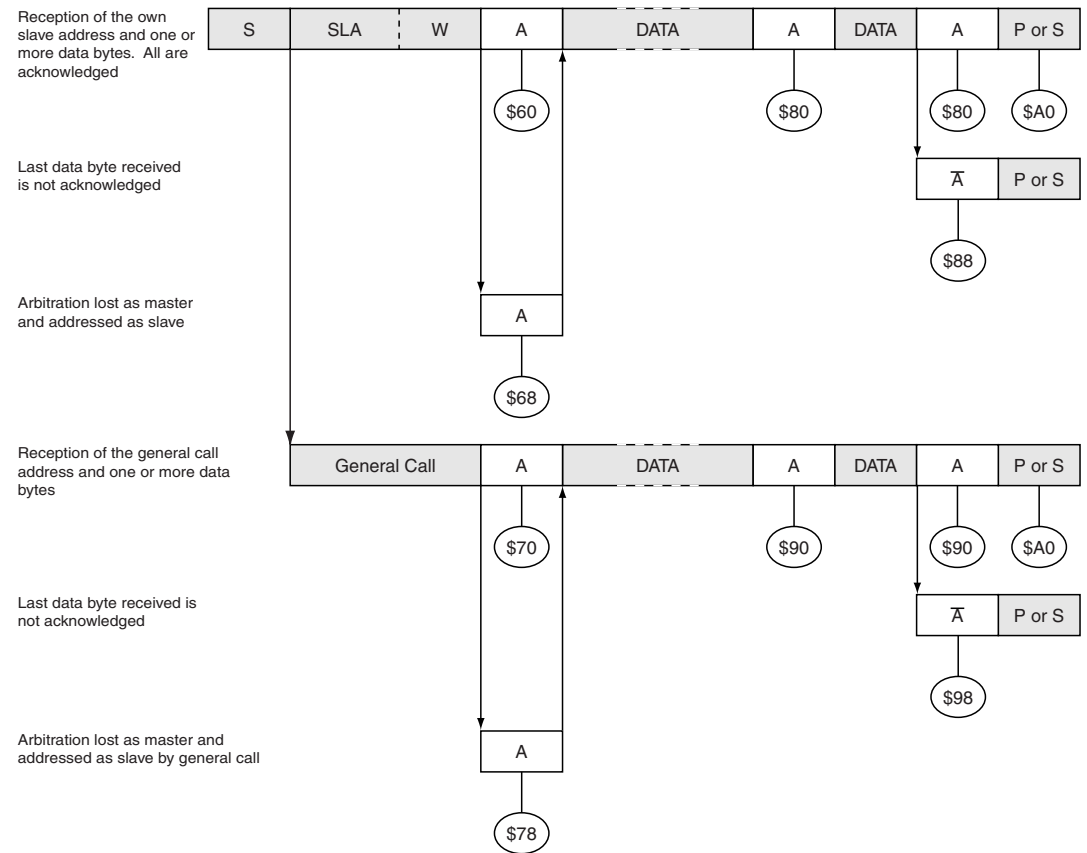 Reception of the own
slave address and one or
more data bytes.  All are
acknowledged
S SLA W A DATA A DATA A P or S
$60 $80 $80 $A0
Last data byte received
is not acknowledged
A̅ P or S
$88
Arbitration lost as master
and addressed as slave
A
$68
Reception of the general call
address and one or more data
bytes
General Call A DATA A DATA A P or S
$70 $90 $90 $A0
Last data byte received is
not acknowledged
A̅ P or S
$98
Arbitration lost as master and
addressed as slave by general call
A
$78